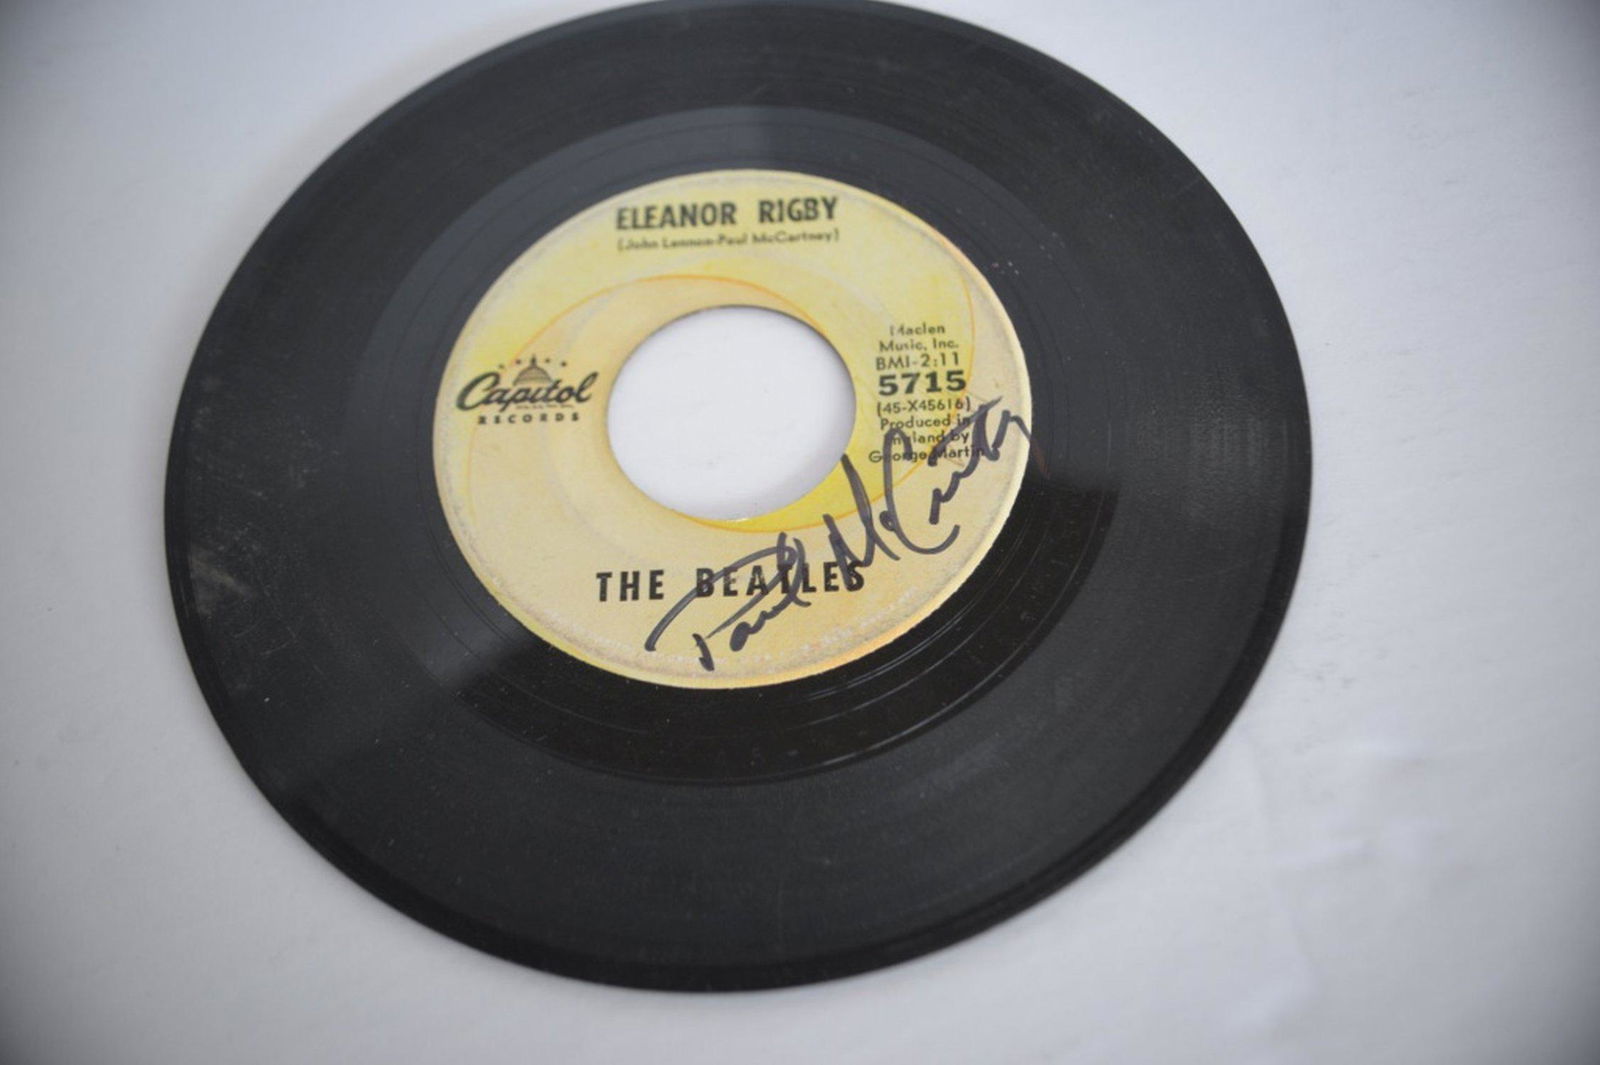 ELEANOR RIGBY
(John Lennon-Paul McCartney)
Maclen
Music, Inc.
BMI-2:11
5715
(45-X45616)
Produced in
England by
George Martin
Capitol
RECORDS
THE BEATLES
Paul McCartney